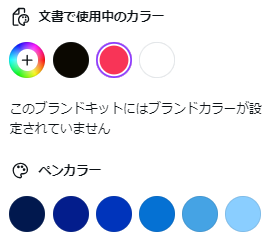 文書で使用中のカラー
このブランドキットにはブランドカラーが設
定されていません
ペンカラー